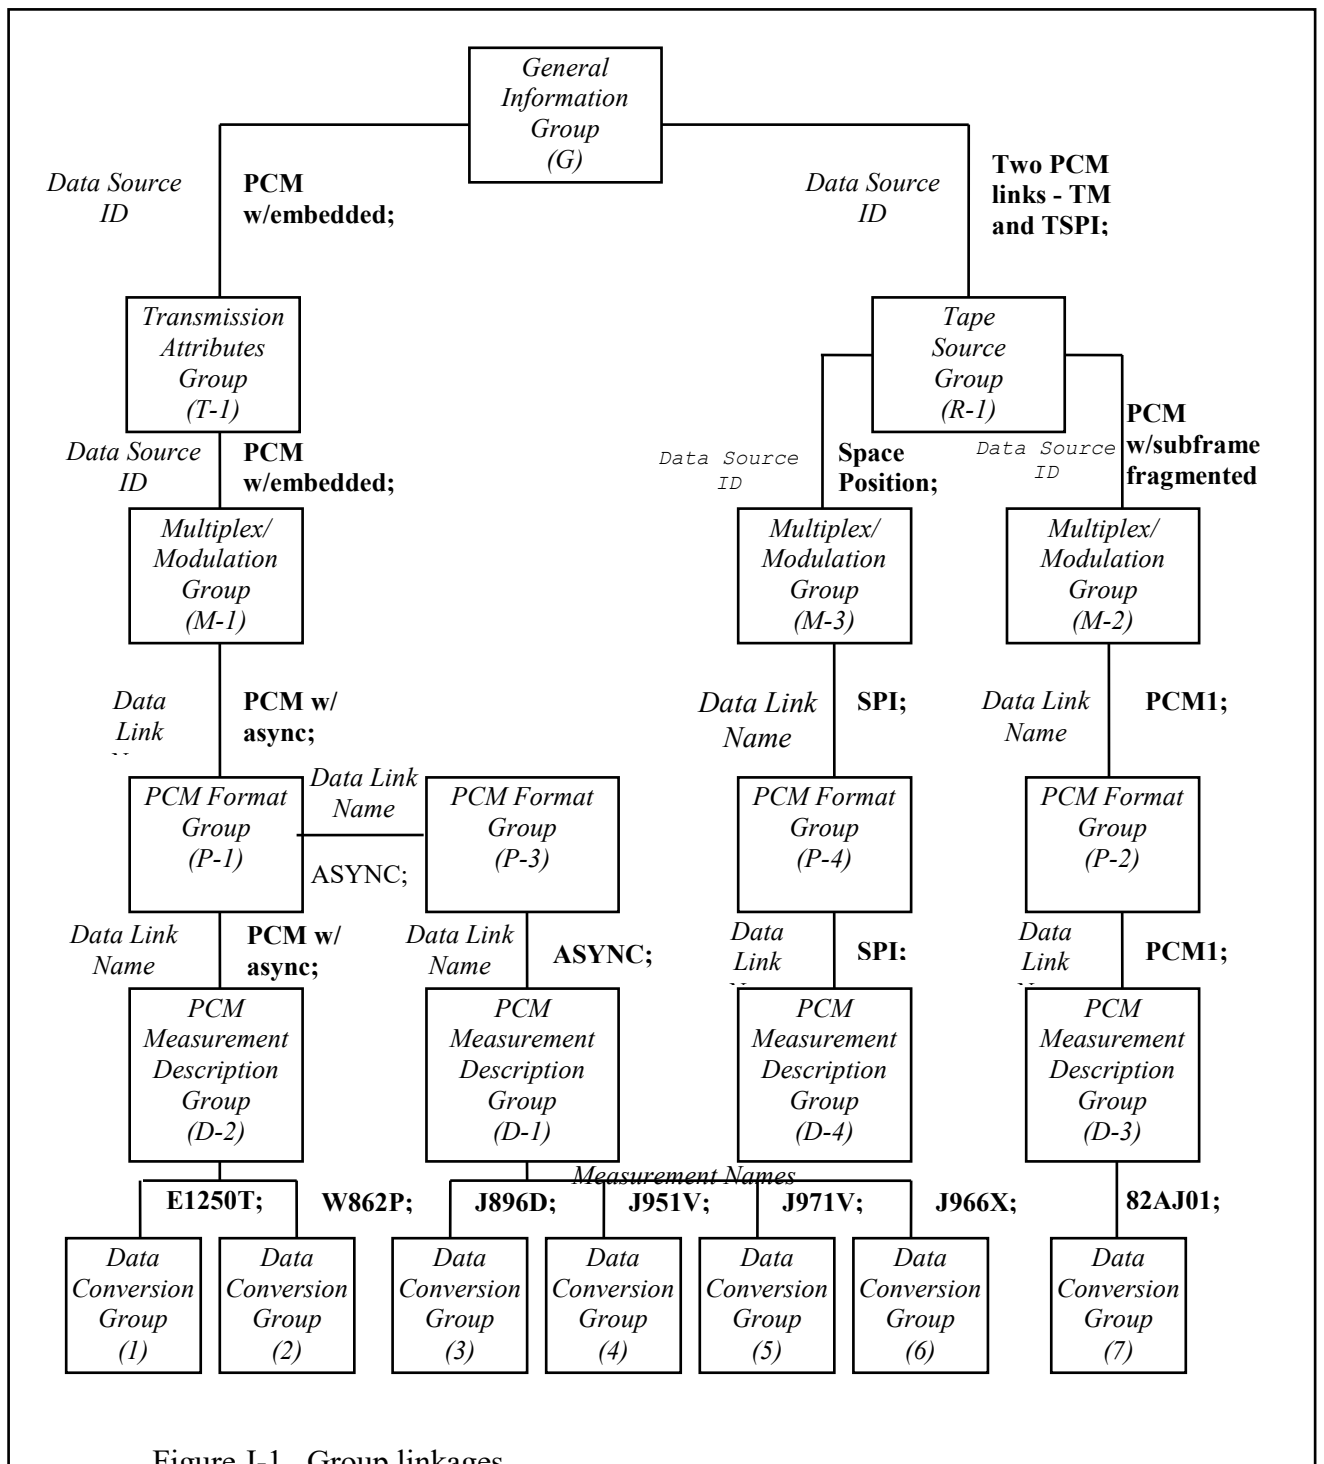 General
Information
Group
(G)
Data Source
ID
PCM
w/embedded;
Data Source
ID
Two PCM
links - TM
and TSPI;
Transmission
Attributes
Group
(T-1)
Tape
Source
Group
(R-1)
Data Source
ID
PCM
w/embedded;
Data Source
ID
Space
Position;
Data Source
ID
PCM
w/subframe
fragmented
Multiplex/
Modulation
Group
(M-1)
Multiplex/
Modulation
Group
(M-3)
Multiplex/
Modulation
Group
(M-2)
Data
Link
PCM w/
async;
Data Link
Name
SPI;
Data Link
Name
PCM1;
PCM Format
Group
(P-1)
Data Link
Name
ASYNC;
PCM Format
Group
(P-3)
PCM Format
Group
(P-4)
PCM Format
Group
(P-2)
Data Link
Name
PCM w/
async;
Data Link
Name
ASYNC;
Data
Link
SPI:
Data
Link
PCM1;
PCM
Measurement
Description
Group
(D-2)
PCM
Measurement
Description
Group
(D-1)
PCM
Measurement
Description
Group
(D-4)
PCM
Measurement
Description
Group
(D-3)
Measurement Names
E1250T;
W862P;
J896D;
J951V;
J971V;
J966X;
82AJ01;
Data
Conversion
Group
(1)
Data
Conversion
Group
(2)
Data
Conversion
Group
(3)
Data
Conversion
Group
(4)
Data
Conversion
Group
(5)
Data
Conversion
Group
(6)
Data
Conversion
Group
(7)
Figure J-1. Group linkages